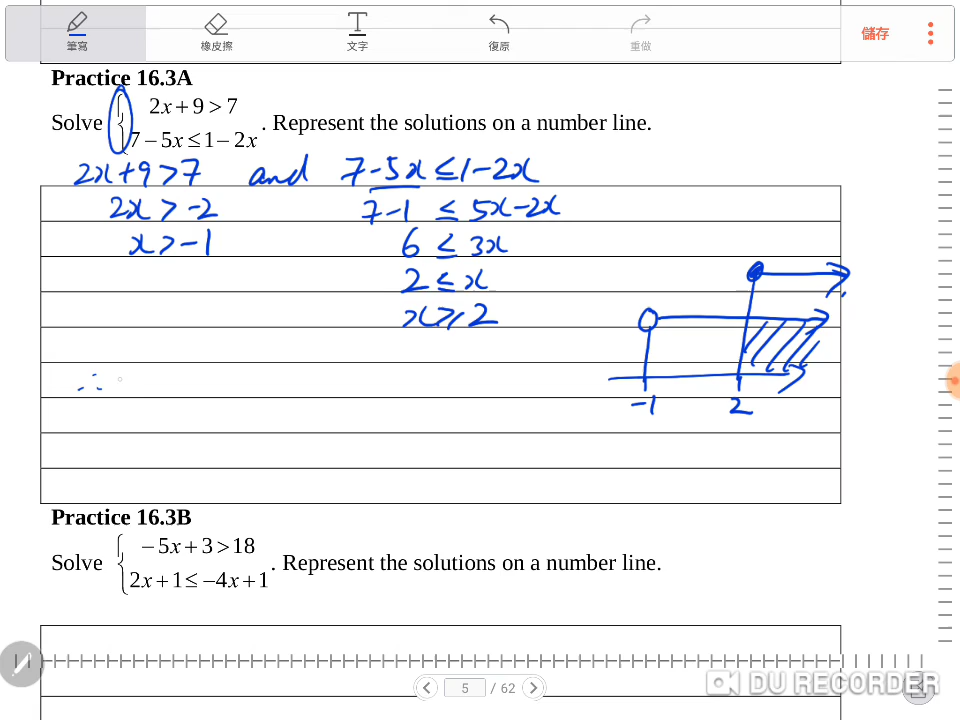 筆寫 橡皮擦 文字 復原 重做 儲存
Practice 16.3A
Solve { 2x + 9 > 7
7 − 5x ≤ 1 − 2x . Represent the solutions on a number line.
2x+9>7 and 7-5x ≤ 1-2x
2x > -2 7-1 ≤ 5x-2x
x > -1 6 ≤ 3x
2 ≤ x
x ≥ 2
-1 2
∴
Practice 16.3B
Solve { − 5x + 3 > 18
2x + 1 ≤ −4x + 1 . Represent the solutions on a number line.
5 / 62
DU RECORDER